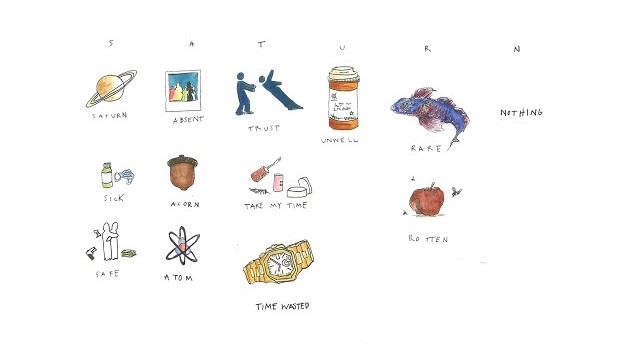 S A T U R N
SATURN
ABSENT
TRUST
UNWELL
RARE
NOTHING
SICK
ACORN
TAKE MY TIME
ROTTEN
SAFE
ATOM
TIME WASTED